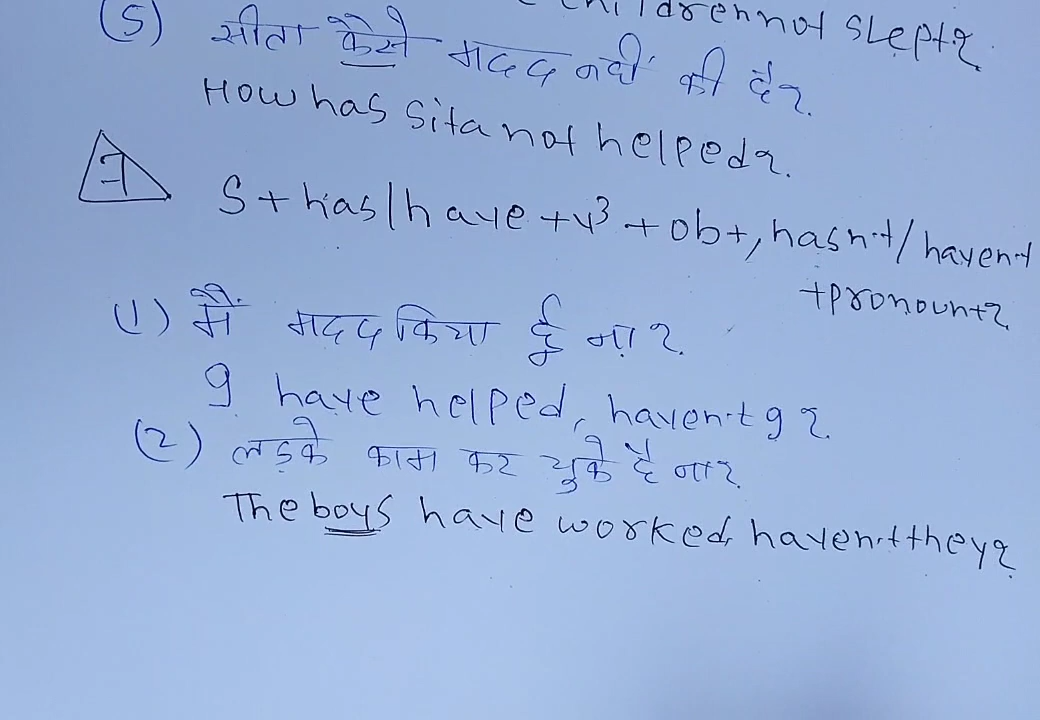 children not slept?
(5) सीता कैसे मदद नहीं की है?
How has sita not helped?
S + has/have + v³ + ob+, hasn't/haven't
+pronoun+?
(1) मैं मदद किया हूँ ना?
I have helped, haven't I?
(2) लड़के काम कर चुके है ना?
The boys have worked, haven't they?